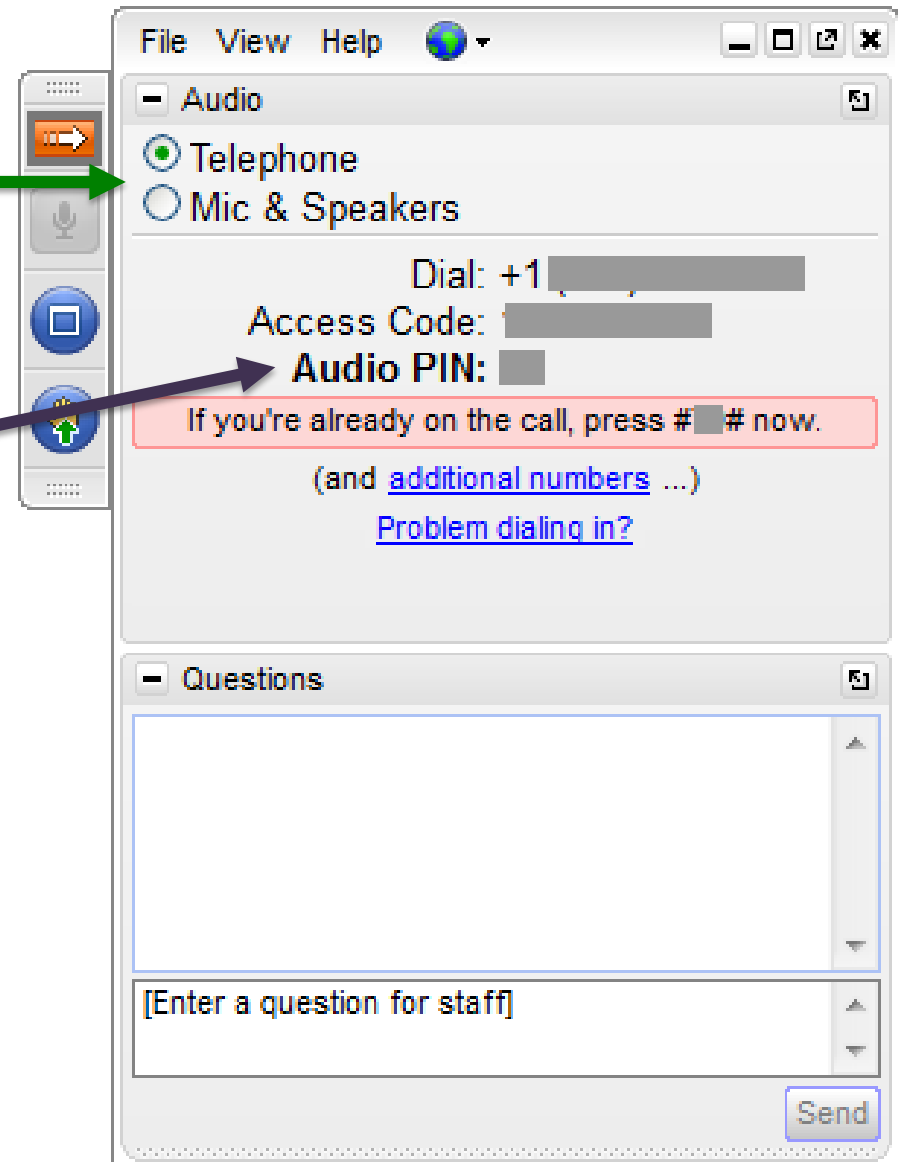 File View Help
Audio
Telephone
Mic & Speakers
Dial: +1
Access Code:
Audio PIN:
If you're already on the call, press # # now.
(and additional numbers ...)
Problem dialing in?
Questions
[Enter a question for staff]
Send